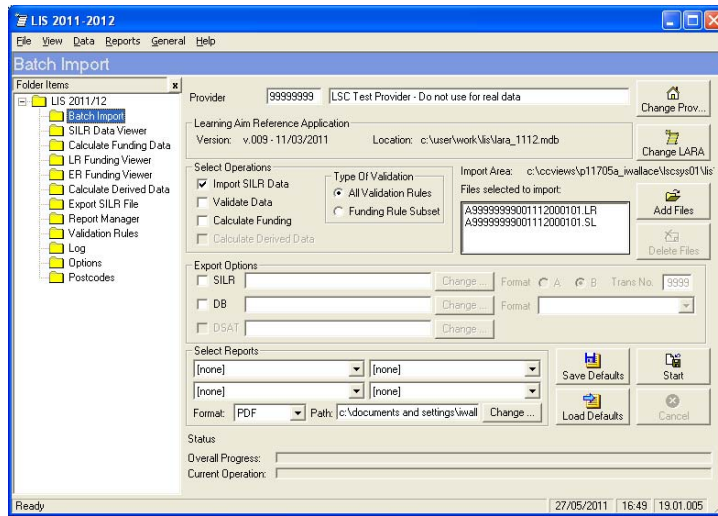 LIS 2011-2012
File View Data Reports General Help
Batch Import
Folder Items
LIS 2011/12
Batch Import
SILR Data Viewer
Calculate Funding Data
LR Funding Viewer
ER Funding Viewer
Calculate Derived Data
Export SILR File
Report Manager
Validation Rules
Log
Options
Postcodes
Provider 99999999 LSC Test Provider - Do not use for real data
Change Prov...
Learning Aim Reference Application
Version: v.009 - 11/03/2011 Location: c:\user\work\lis\lara_1112.mdb
Change LARA
Select Operations
Import SILR Data
Validate Data
Calculate Funding
Calculate Derived Data
Type Of Validation
All Validation Rules
Funding Rule Subset
Import Area: c:\ccviews\p11705a_iwallace\lscsys01\lis
Files selected to import:
A9999999901112000101.LR
A9999999901112000101.SL
Add Files
Delete Files
Export Options
SILR Change ... Format A B Trans No. 9999
DB Change ... Format
DSAT Change ...
Select Reports
[none] [none]
[none] [none]
Format: PDF Path: c:\documents and settings\iwall Change ...
Save Defaults
Start
Load Defaults
Cancel
Status
Overall Progress:
Current Operation:
Ready 27/05/2011 16:49 19.01.005